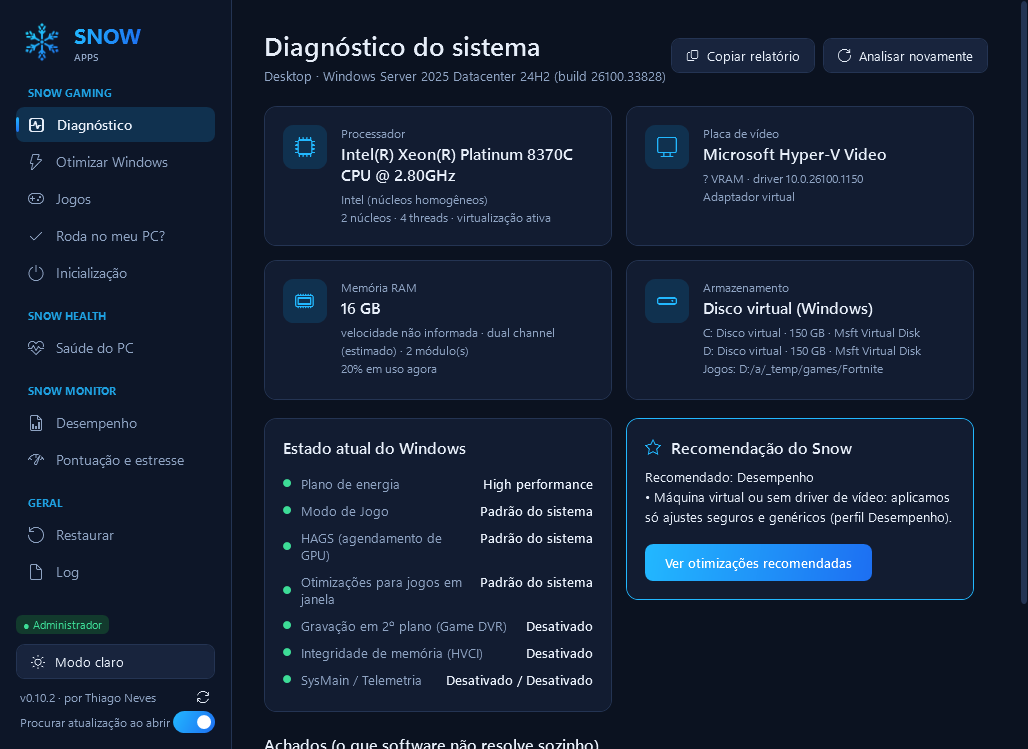 SNOW
APPS
SNOW GAMING
Diagnóstico
Otimizar Windows
Jogos
Roda no meu PC?
Inicialização
SNOW HEALTH
Saúde do PC
SNOW MONITOR
Desempenho
Pontuação e estresse
GERAL
Restaurar
Log
Administrador
Modo claro
v0.10.2 · por Thiago Neves
Procurar atualização ao abrir
Diagnóstico do sistema
Desktop · Windows Server 2025 Datacenter 24H2 (build 26100.33828)
Copiar relatório
Analisar novamente
Processador
Intel(R) Xeon(R) Platinum 8370C
CPU @ 2.80GHz
Intel (núcleos homogêneos)
2 núcleos · 4 threads · virtualização ativa
Placa de vídeo
Microsoft Hyper-V Video
? VRAM · driver 10.0.26100.1150
Adaptador virtual
Memória RAM
16 GB
velocidade não informada · dual channel
(estimado) · 2 módulo(s)
20% em uso agora
Armazenamento
Disco virtual (Windows)
C: Disco virtual · 150 GB · Msft Virtual Disk
D: Disco virtual · 150 GB · Msft Virtual Disk
Jogos: D:/a/_temp/games/Fortnite
Estado atual do Windows
Plano de energia High performance
Modo de Jogo Padrão do sistema
HAGS (agendamento de Padrão do sistema
GPU)
Otimizações para jogos em Padrão do sistema
janela
Gravação em 2º plano (Game DVR) Desativado
Integridade de memória (HVCI) Desativado
SysMain / Telemetria Desativado / Desativado
Recomendação do Snow
Recomendado: Desempenho
• Máquina virtual ou sem driver de vídeo: aplicamos
só ajustes seguros e genéricos (perfil Desempenho).
Ver otimizações recomendadas
Achados (o que software não resolve sozinho)